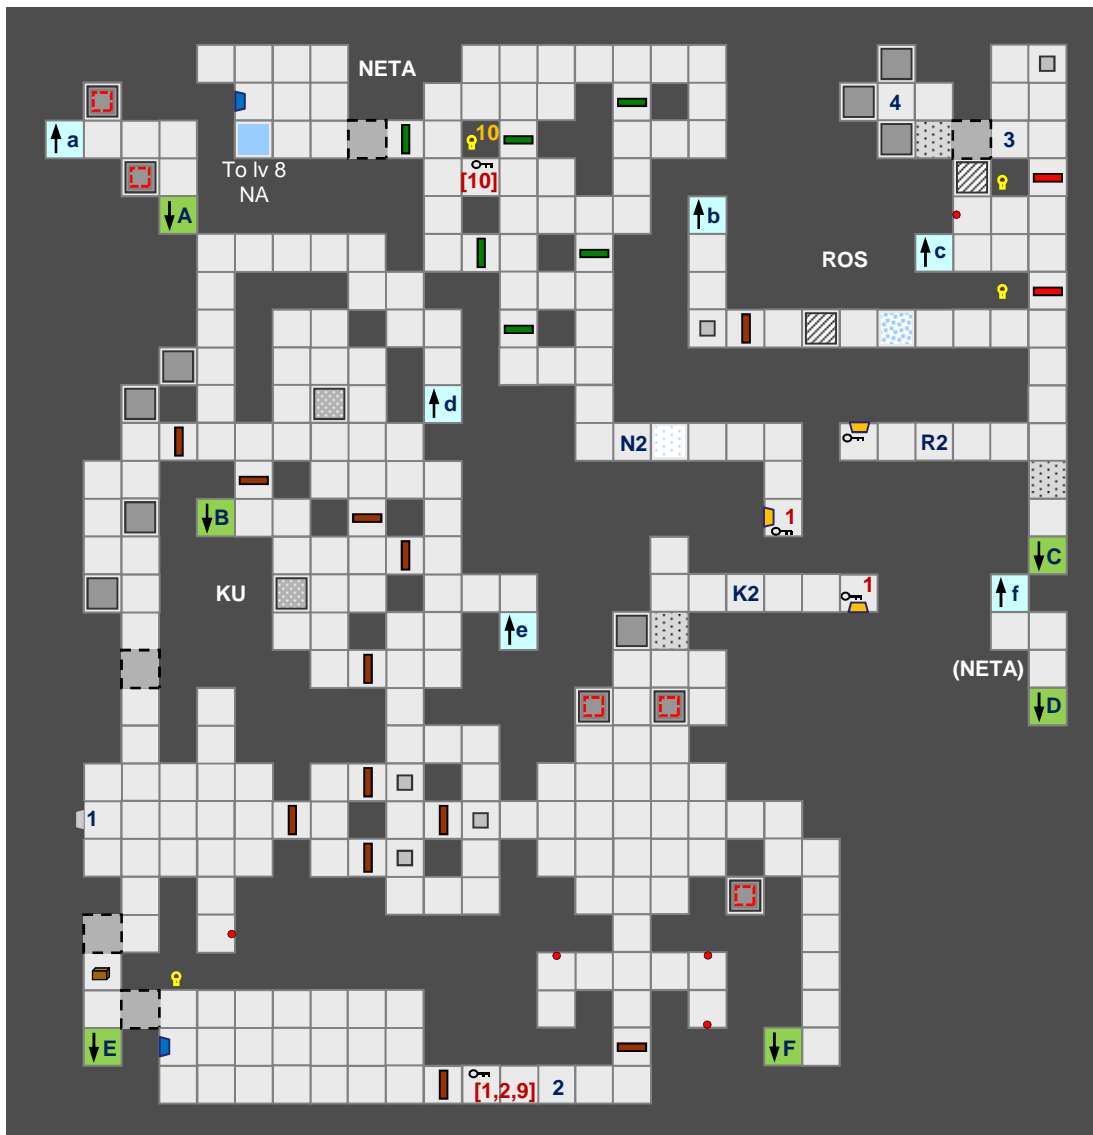 NETA
4
10
a
3
To lv 8
NA
[10]
A
b
c
ROS
d
N2
R2
B
1
C
KU
K2
1
f
e
(NETA)
D
1
E
F
[1,2,9]
2